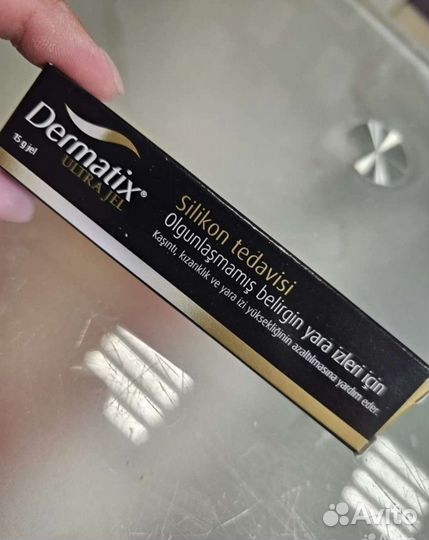 Dermatix®
ULTRA JEL
15 g jel
Silikon tedavisi
Olgunlaşmamış belirgin yara izleri için
Kaşıntı, kızarıklık ve yara izi yüksekliğinin azaltılmasına yardım eder.
Avito